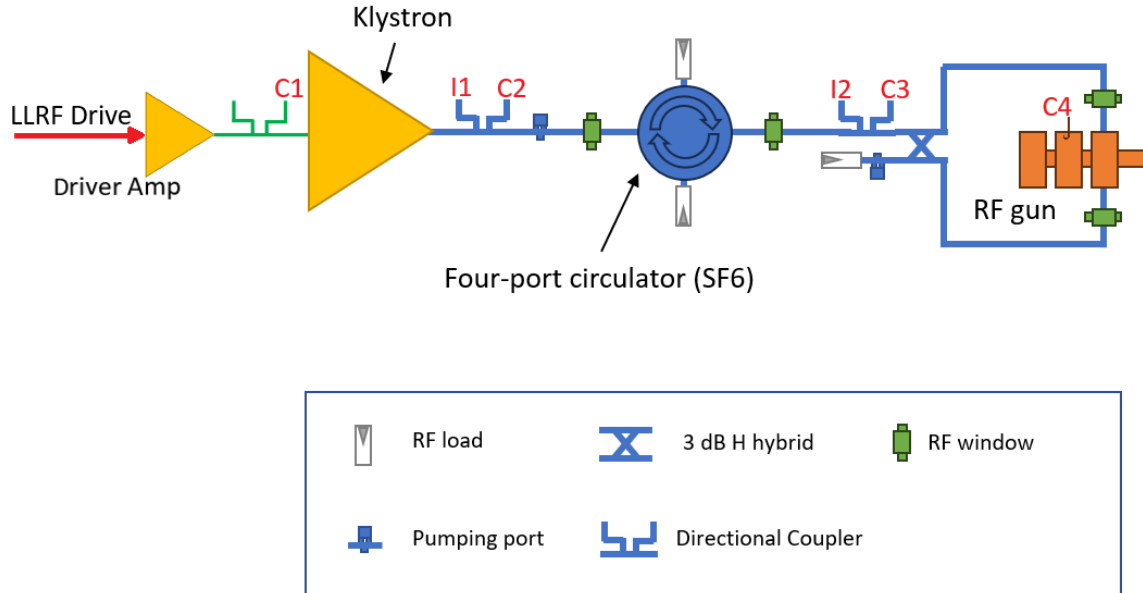 Klystron
C1
I1
C2
I2
C3
C4
LLRF Drive
Driver Amp
RF gun
Four-port circulator (SF6)
RF load
3 dB H hybrid
RF window
Pumping port
Directional Coupler